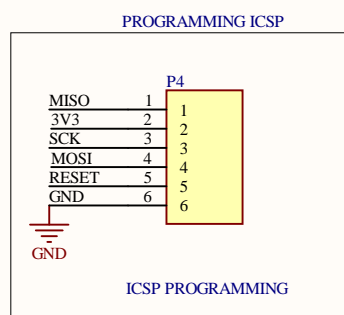 PROGRAMMING ICSP
P4
MISO 1 1
3V3 2 2
SCK 3 3
MOSI 4 4
RESET 5 5
GND 6 6
GND
ICSP PROGRAMMING